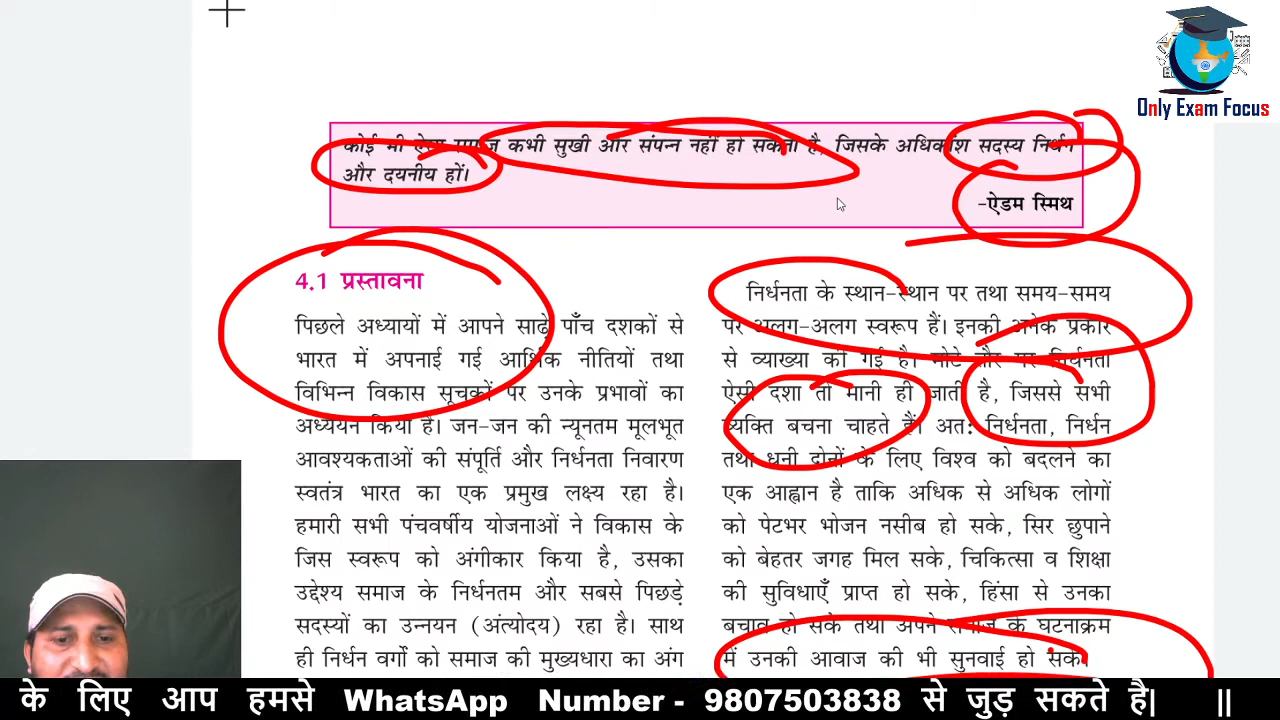 Only Exam Focus
कोई भी ऐसा समाज कभी सुखी और संपन्न नहीं हो सकता है, जिसके अधिकांश सदस्य निर्धन
और दयनीय हों।
-ऐडम स्मिथ
4.1 प्रस्तावना
पिछले अध्यायों में आपने साढ़े पाँच दशकों से
भारत में अपनाई गई आर्थिक नीतियों तथा
विभिन्न विकास सूचकों पर उनके प्रभावों का
अध्ययन किया है। जन-जन की न्यूनतम मूलभूत
आवश्यकताओं की संपूर्ति और निर्धनता निवारण
स्वतंत्र भारत का एक प्रमुख लक्ष्य रहा है।
हमारी सभी पंचवर्षीय योजनाओं ने विकास के
जिस स्वरूप को अंगीकार किया है, उसका
उद्देश्य समाज के निर्धनतम और सबसे पिछड़े
सदस्यों का उन्नयन (अंत्योदय) रहा है। साथ
ही निर्धन वर्गों को समाज की मुख्यधारा का अंग
निर्धनता के स्थान-स्थान पर तथा समय-समय
पर अलग-अलग स्वरूप हैं। इनकी अनेक प्रकार
से व्याख्या की गई है। मोटे तौर पर निर्धनता
ऐसी दशा तो मानी ही जाती है, जिससे सभी
व्यक्ति बचना चाहते हैं। अतः निर्धनता, निर्धन
तथा धनी दोनों के लिए विश्व को बदलने का
एक आह्वान है ताकि अधिक से अधिक लोगों
को पेटभर भोजन नसीब हो सके, सिर छुपाने
को बेहतर जगह मिल सके, चिकित्सा व शिक्षा
की सुविधाएँ प्राप्त हो सके, हिंसा से उनका
बचाव हो सके तथा अपने समाज के घटनाक्रम
में उनकी आवाज की भी सुनवाई हो सके
के लिए आप हमसे WhatsApp Number - 9807503838 से जुड़ सकते है| ||